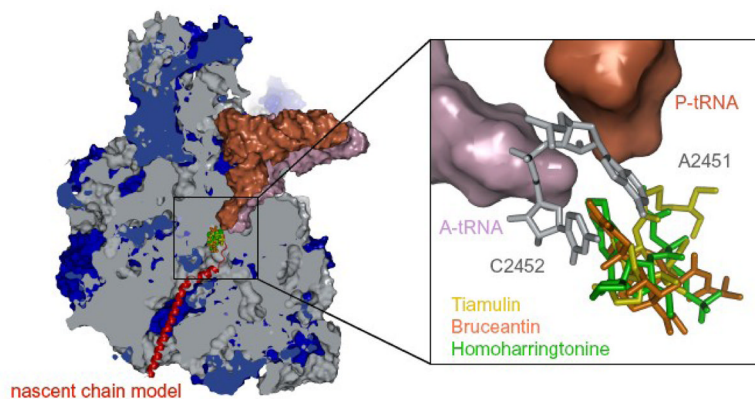 P-tRNA
A2451
A-tRNA
C2452
Tiamulin
Bruceantin
Homoharringtonine
nascent chain model